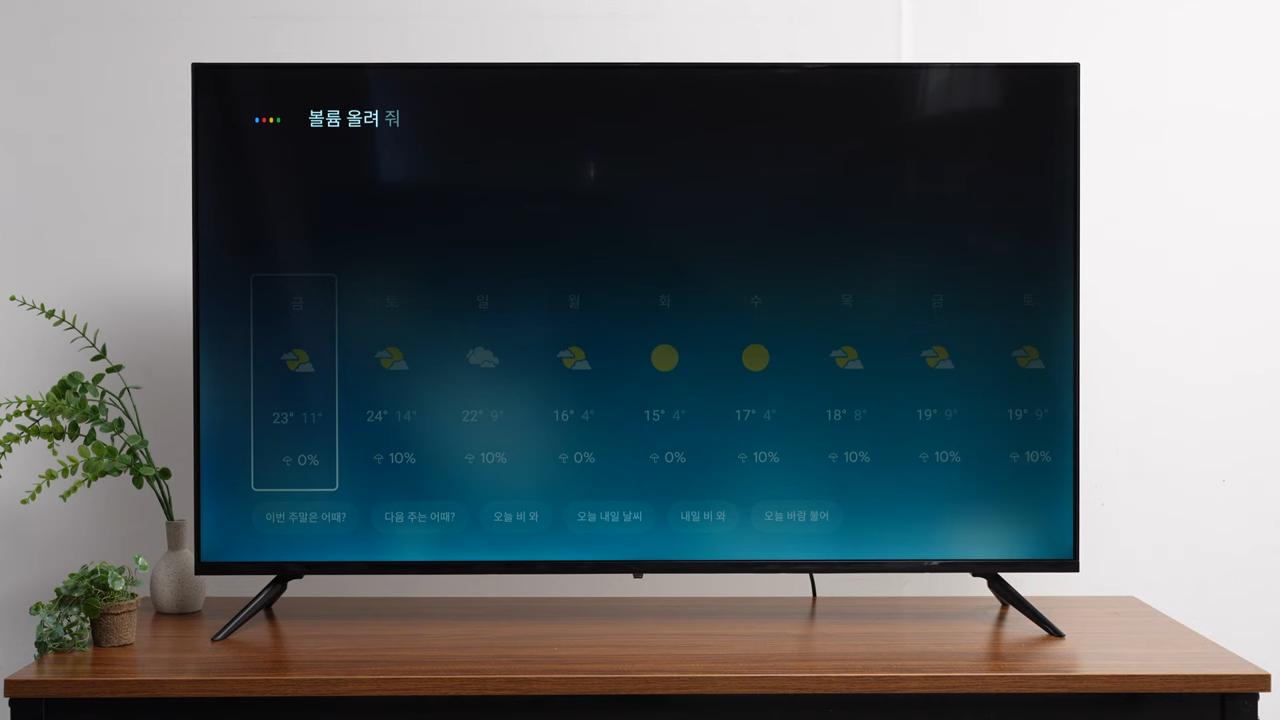 볼륨 올려 줘
금 토 일 월 화 수 목 금 토
23° 11° 24° 14° 22° 9° 16° 4° 15° 4° 17° 4° 18° 8° 19° 9° 19° 9°
0% 10% 10% 0% 0% 10% 10% 10% 10%
이번 주말은 어때? 다음 주는 어때? 오늘 비 와 오늘 내일 날씨 내일 비 와 오늘 바람 불어